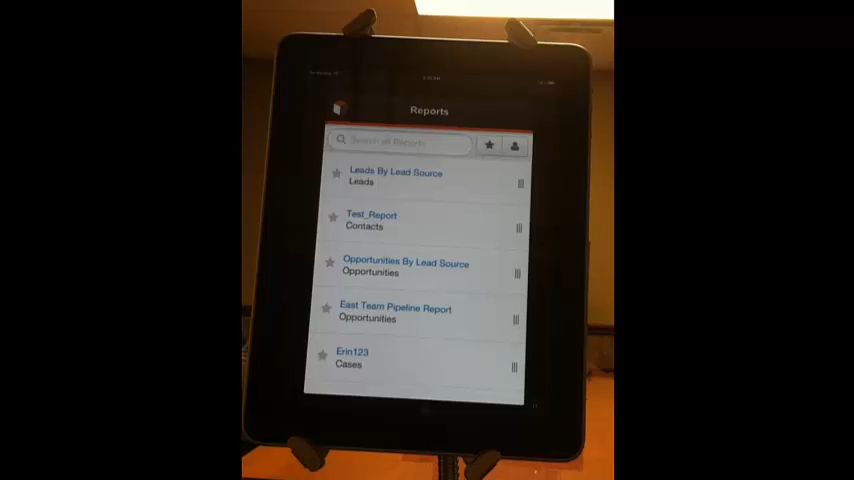 Reports
Search all Reports
Leads By Lead Source
Leads
Test_Report
Contacts
Opportunities By Lead Source
Opportunities
East Team Pipeline Report
Opportunities
Erin123
Cases